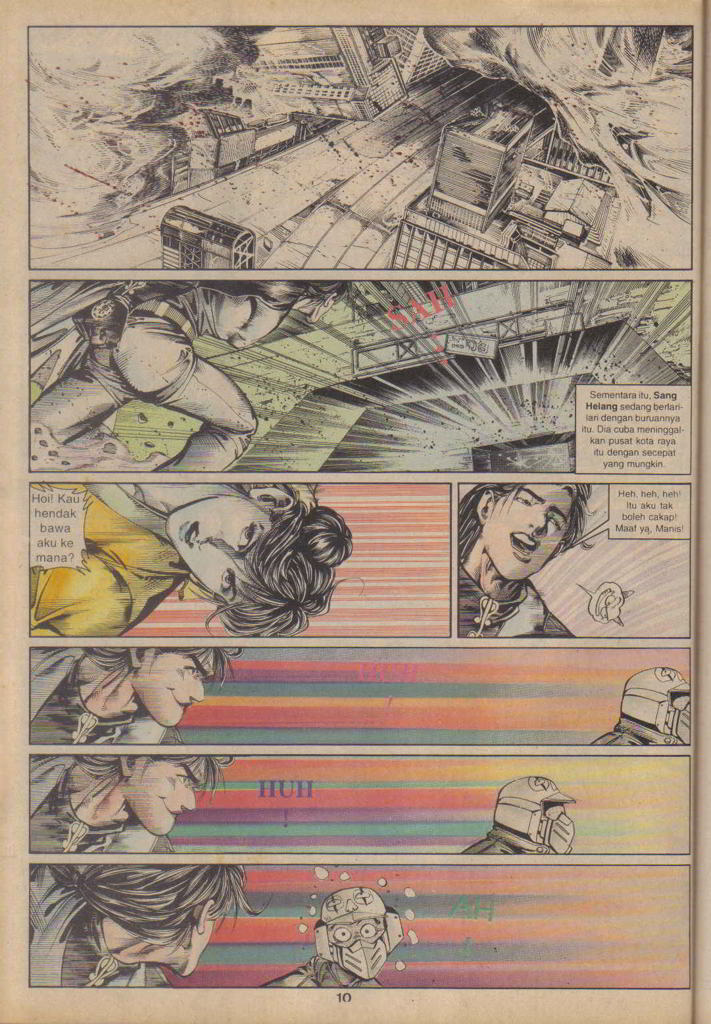 SAH
!
Sementara itu, Sang
Helang sedang berlari-
lari dengan buruannya
itu. Dia cuba meninggal-
kan pusat kota raya
itu dengan secepat
yang mungkin.
Hoi! Kau
hendak
bawa
aku ke
mana?
Heh, heh, heh!
Itu aku tak
boleh cakap!
Maaf ya, Manis!
HUH
!
AH
!
10